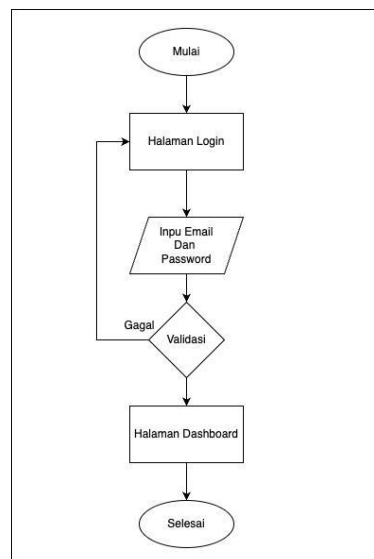 Mulai
Halaman Login
Inpu Email
Dan
Password
Gagal
Validasi
Halaman Dashboard
Selesai